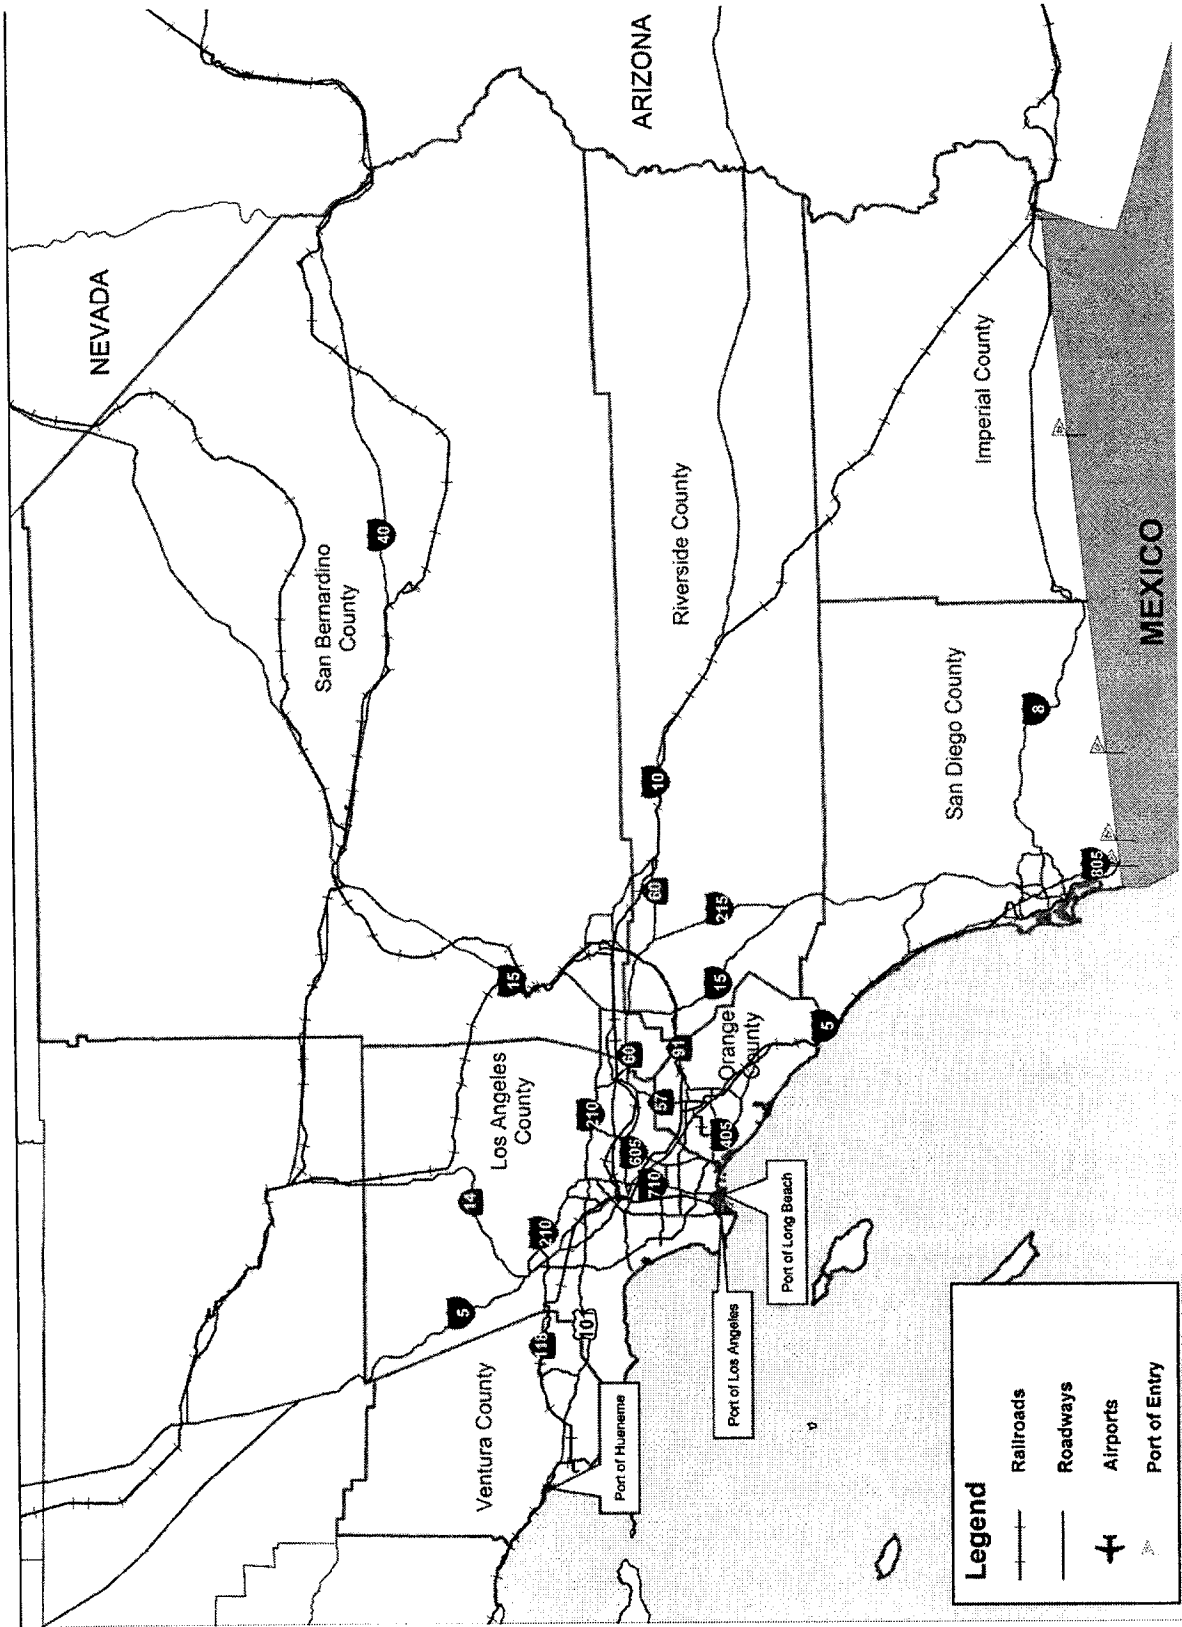 NEVADA
ARIZONA
MEXICO
San Bernardino
County
Riverside County
Imperial County
San Diego County
Los Angeles
County
Orange
County
Ventura County
40
15
10
60
215
15
8
805
5
14
210
60
91
57
605
710
405
210
5
118
101
Port of Hueneme
Port of Los Angeles
Port of Long Beach
Legend
Railroads
Roadways
Airports
Port of Entry